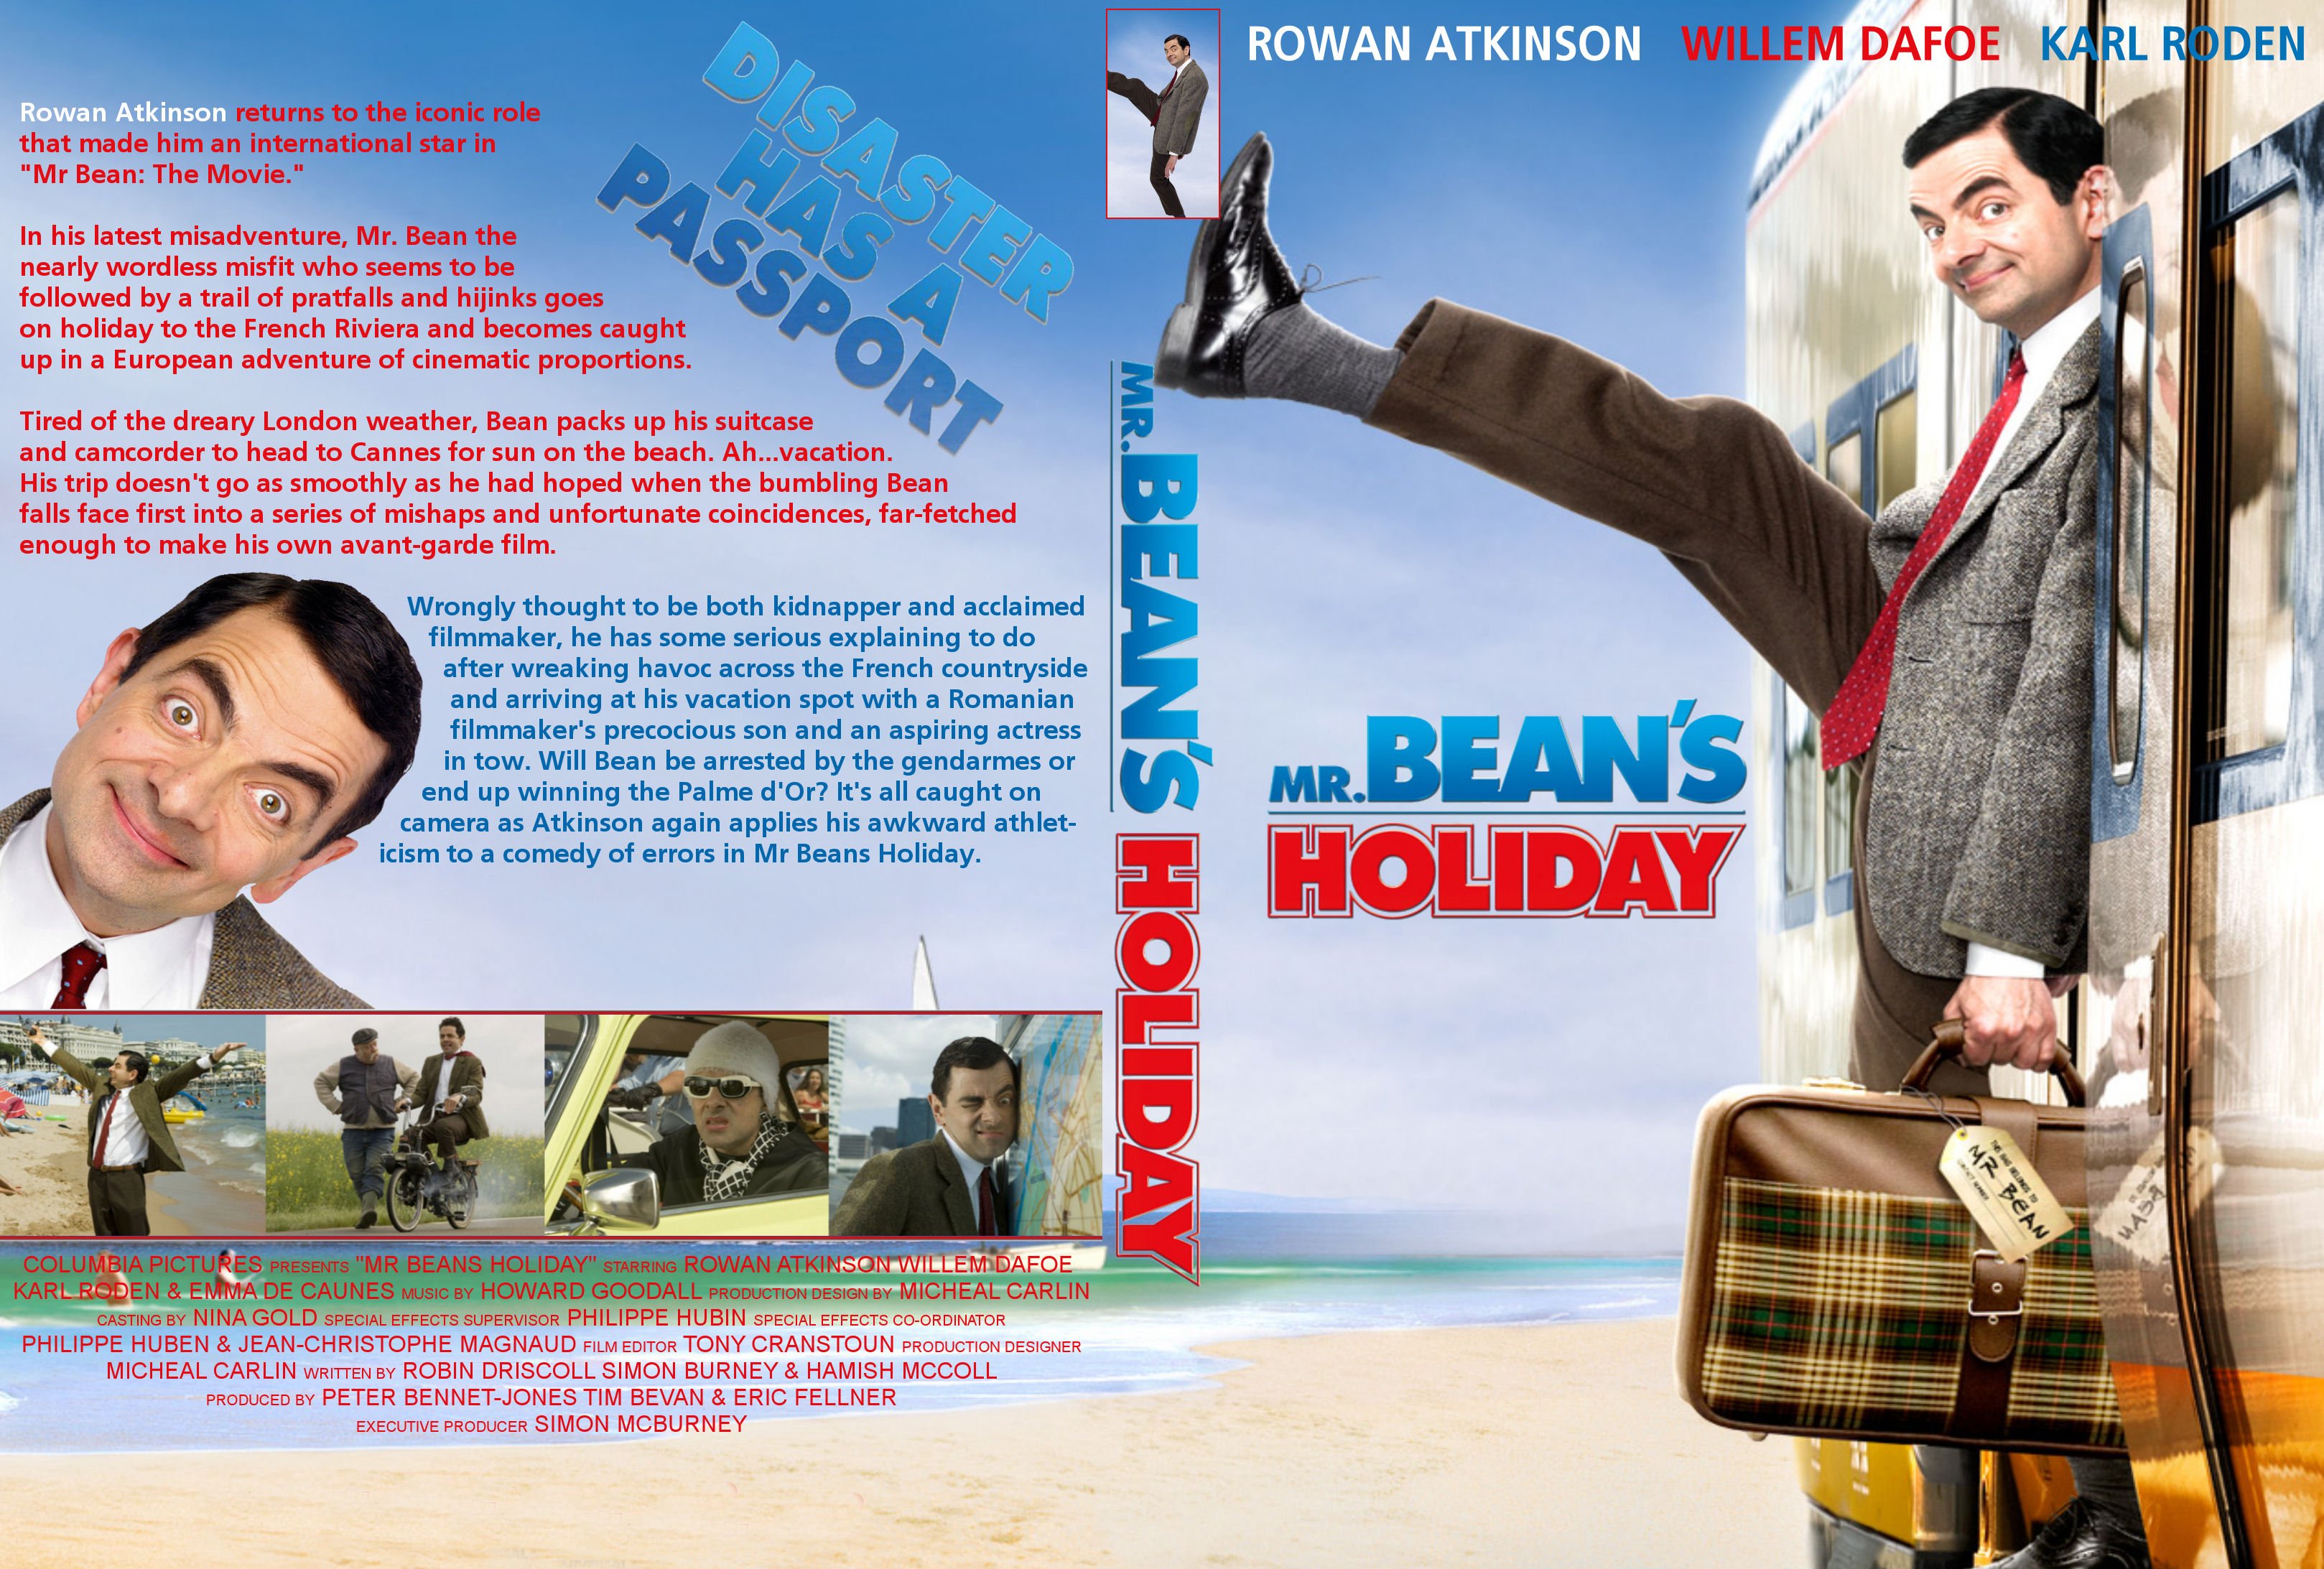 Rowan Atkinson returns to the iconic role
that made him an international star in
"Mr Bean: The Movie."
In his latest misadventure, Mr. Bean the
nearly wordless misfit who seems to be
followed by a trail of pratfalls and hijinks goes
on holiday to the French Riviera and becomes caught
up in a European adventure of cinematic proportions.
Tired of the dreary London weather, Bean packs up his suitcase
and camcorder to head to Cannes for sun on the beach. Ah...vacation.
His trip doesn't go as smoothly as he had hoped when the bumbling Bean
falls face first into a series of mishaps and unfortunate coincidences, far-fetched
enough to make his own avant-garde film.
Wrongly thought to be both kidnapper and acclaimed
filmmaker, he has some serious explaining to do
after wreaking havoc across the French countryside
and arriving at his vacation spot with a Romanian
filmmaker's precocious son and an aspiring actress
in tow. Will Bean be arrested by the gendarmes or
end up winning the Palme d'Or? It's all caught on
camera as Atkinson again applies his awkward athlet-
icism to a comedy of errors in Mr Beans Holiday.
DISASTER
HAS A
PASSPORT
COLUMBIA PICTURES PRESENTS "MR BEANS HOLIDAY" STARRING ROWAN ATKINSON WILLEM DAFOE
KARL RODEN & EMMA DE CAUNES MUSIC BY HOWARD GOODALL PRODUCTION DESIGN BY MICHEAL CARLIN
CASTING BY NINA GOLD SPECIAL EFFECTS SUPERVISOR PHILIPPE HUBIN SPECIAL EFFECTS CO-ORDINATOR
PHILIPPE HUBEN & JEAN-CHRISTOPHE MAGNAUD FILM EDITOR TONY CRANSTOUN PRODUCTION DESIGNER
MICHEAL CARLIN WRITTEN BY ROBIN DRISCOLL SIMON BURNEY & HAMISH MCCOLL
PRODUCED BY PETER BENNET-JONES TIM BEVAN & ERIC FELLNER
EXECUTIVE PRODUCER SIMON MCBURNEY
MR. BEAN'S HOLIDAY
ROWAN ATKINSON WILLEM DAFOE KARL RODEN
MR. BEAN'S
HOLIDAY
MR BEAN